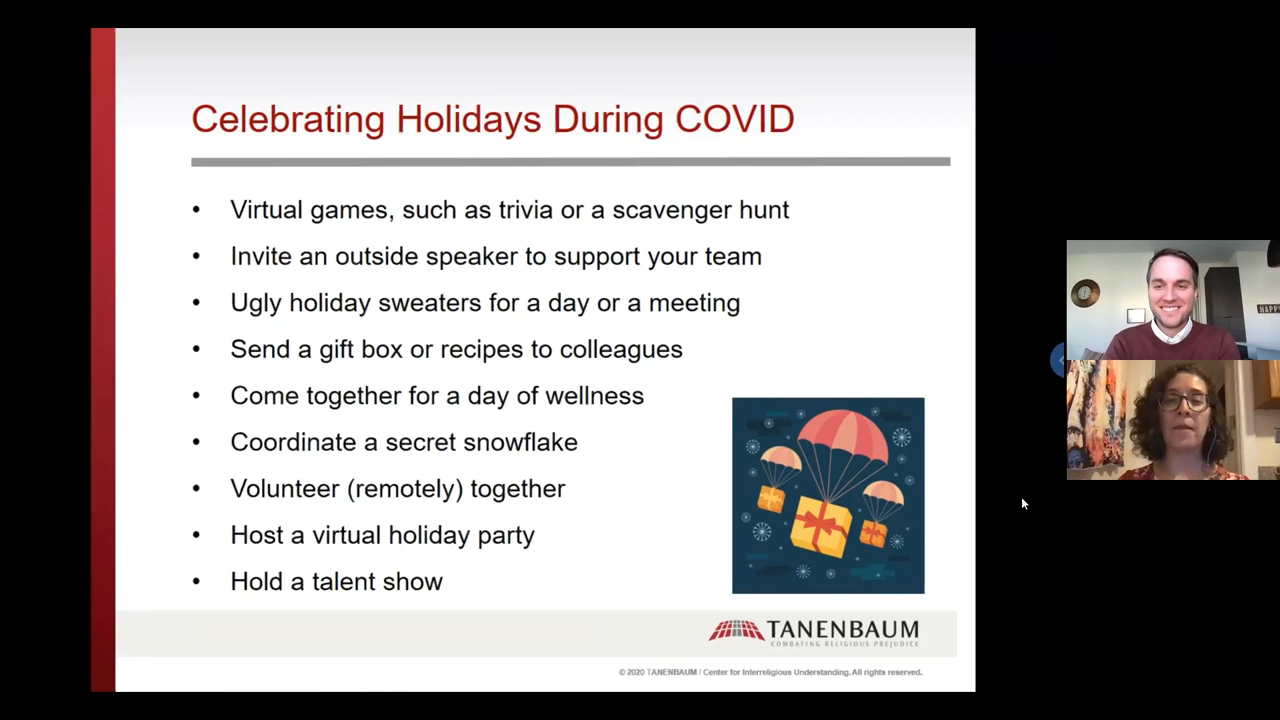 Celebrating Holidays During COVID
• Virtual games, such as trivia or a scavenger hunt
• Invite an outside speaker to support your team
• Ugly holiday sweaters for a day or a meeting
• Send a gift box or recipes to colleagues
• Come together for a day of wellness
• Coordinate a secret snowflake
• Volunteer (remotely) together
• Host a virtual holiday party
• Hold a talent show
TANENBAUM
COMBATING RELIGIOUS PREJUDICE
© 2020 TANENBAUM / Center for Interreligious Understanding. All rights reserved.